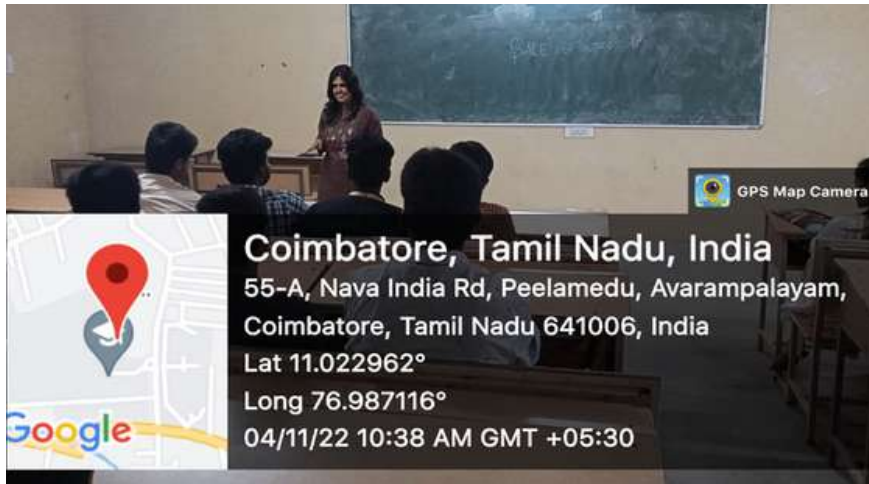 GPS Map Camera
Coimbatore, Tamil Nadu, India
55-A, Nava India Rd, Peelamedu, Avarampalayam,
Coimbatore, Tamil Nadu 641006, India
Lat 11.022962°
Long 76.987116°
04/11/22 10:38 AM GMT +05:30
Google